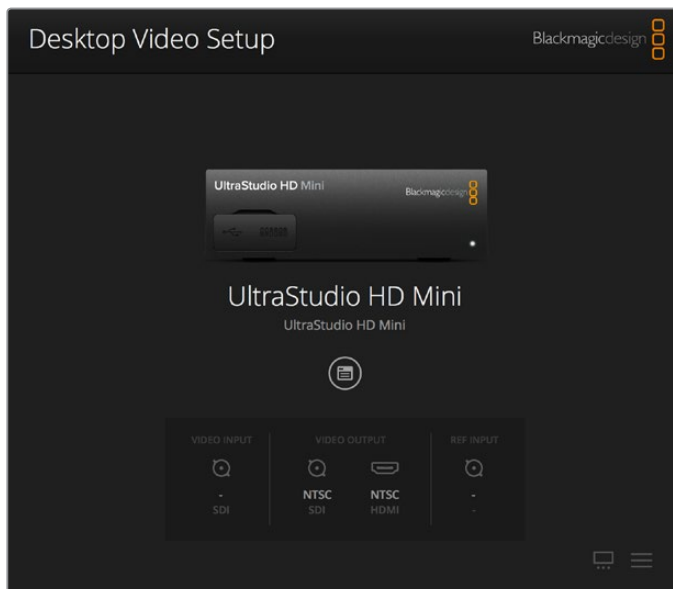 Desktop Video Setup
Blackmagicdesign
UltraStudio HD Mini
Blackmagicdesign
UltraStudio HD Mini
UltraStudio HD Mini
VIDEO INPUT VIDEO OUTPUT REF INPUT
- NTSC NTSC -
SDI SDI HDMI -